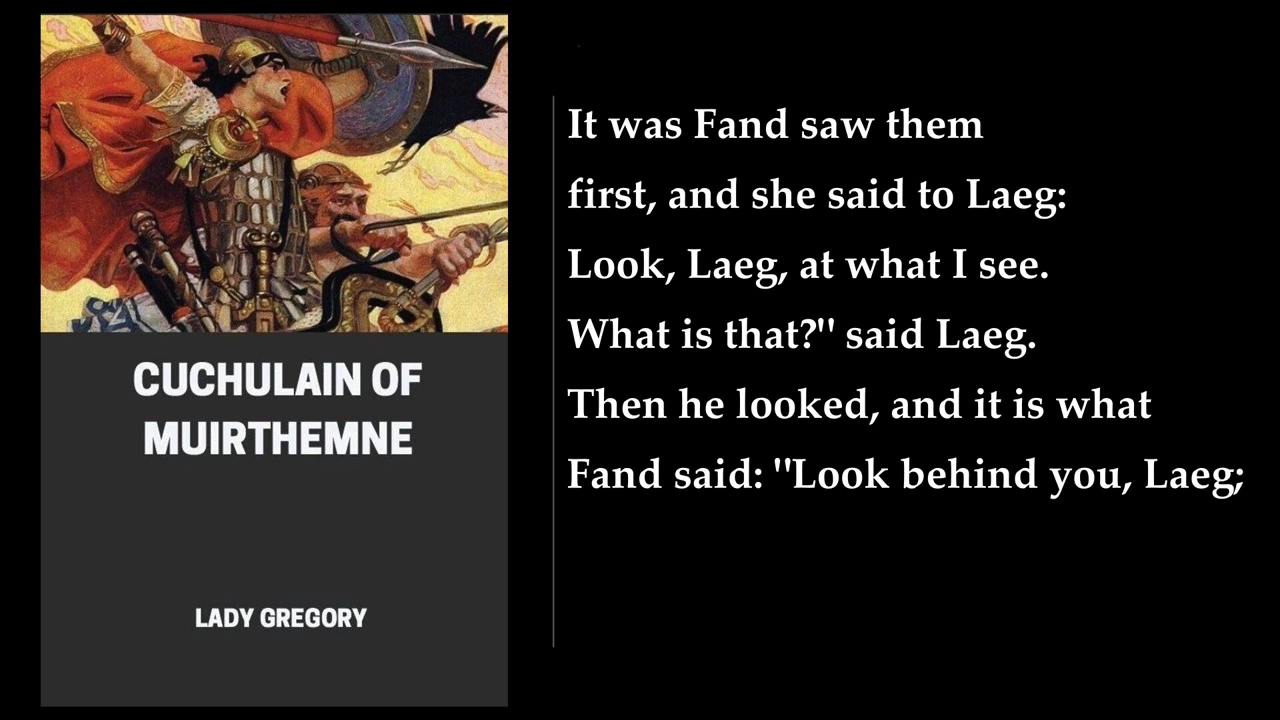 CUCHULAIN OF
MUIRTHEMNE
LADY GREGORY
It was Fand saw them
first, and she said to Laeg:
Look, Laeg, at what I see.
What is that?" said Laeg.
Then he looked, and it is what
Fand said: "Look behind you, Laeg;